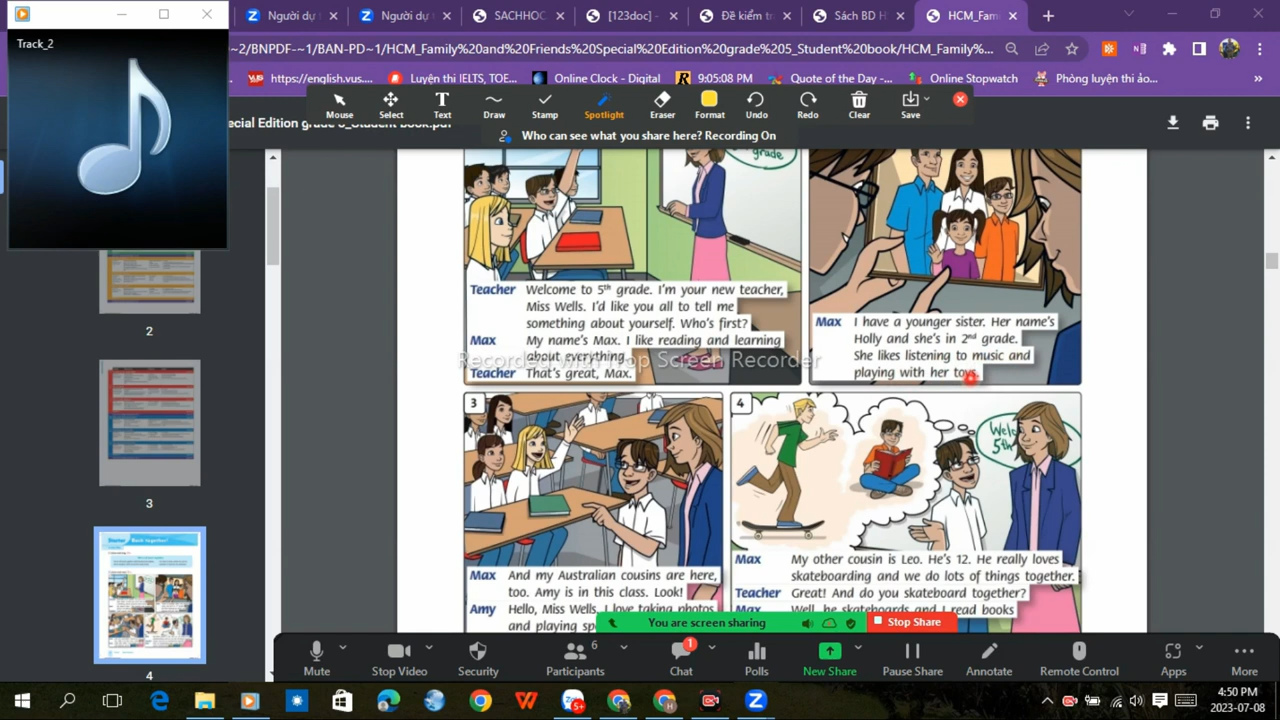 Track_2
Người dự t
Người dự t
SACHHOC
[123doc] -
Đề kiểm tr
Sách BD H
HCM_Fami
~2/BNPDF-~1/BAN-PD~1/HCM_Family%20and%20Friends%20Special%20Edition%20grade%205_Student%20book/HCM_Family%...
https://english.vus....
Luyện thi IELTS, TOE...
Online Clock - Digital
9:05:08 PM
Quote of the Day -...
Online Stopwatch
Phòng luyện thi ảo...
Mouse
Select
Text
Draw
Stamp
Spotlight
Eraser
Format
Undo
Redo
Clear
Save
Who can see what you share here? Recording On
grade
Teacher Welcome to 5th grade. I'm your new teacher,
Miss Wells. I'd like you all to tell me
something about yourself. Who's first?
Max My name's Max. I like reading and learning
about everything.
Teacher That's great, Max.
Max I have a younger sister. Her name's
Holly and she's in 2nd grade.
She likes listening to music and
playing with her toys.
Recorded with iTop Screen Recorder
2
3
4
3
Max And my Australian cousins are here,
too. Amy is in this class. Look!
Amy Hello, Miss Wells. I love taking photos
and playing
4
5th
Max My other cousin is Leo. He's 12. He really loves
skateboarding and we do lots of things together.
Teacher Great! And do you skateboard together?
Max Well, he skateboards and I read books
You are screen sharing
Stop Share
Mute
Stop Video
Security
6
Participants
1
Chat
Polls
New Share
Pause Share
Annotate
Remote Control
Apps
More
5+
4:50 PM
2023-07-08